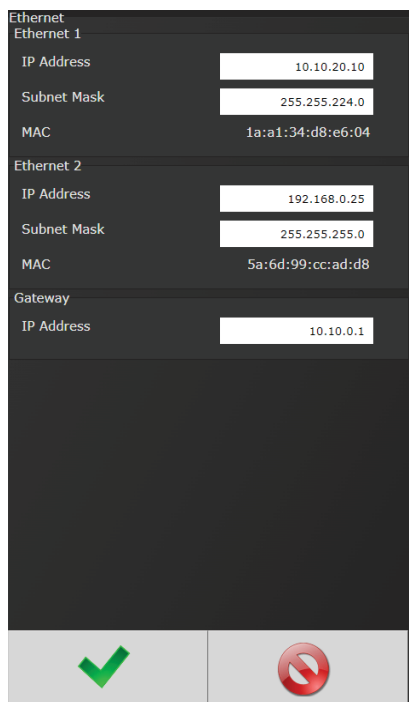 Ethernet
Ethernet 1
IP Address 10.10.20.10
Subnet Mask 255.255.224.0
MAC 1a:a1:34:d8:e6:04
Ethernet 2
IP Address 192.168.0.25
Subnet Mask 255.255.255.0
MAC 5a:6d:99:cc:ad:d8
Gateway
IP Address 10.10.0.1